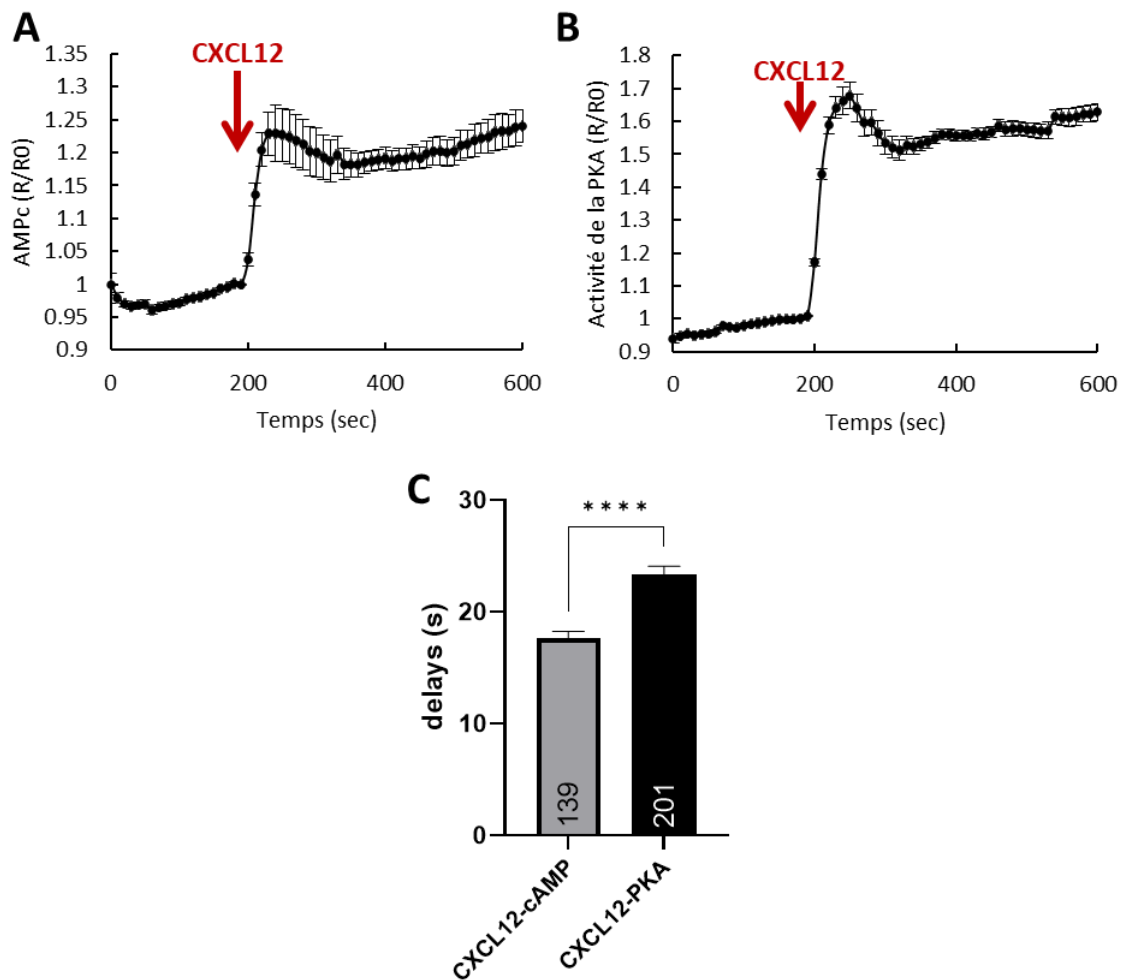 A
CXCL12
1.35
1.3
1.25
1.2
1.15
1.1
1.05
1
0.95
0.9
AMPc (R/R0)
0
200
400
600
Temps (sec)
B
CXCL12
1.8
1.7
1.6
1.5
1.4
1.3
1.2
1.1
1
0.9
Activité de la PKA (R/R0)
0
200
400
600
Temps (sec)
C
30
20
10
0
delays (s)
****
139
201
CXCL12-cAMP
CXCL12-PKA